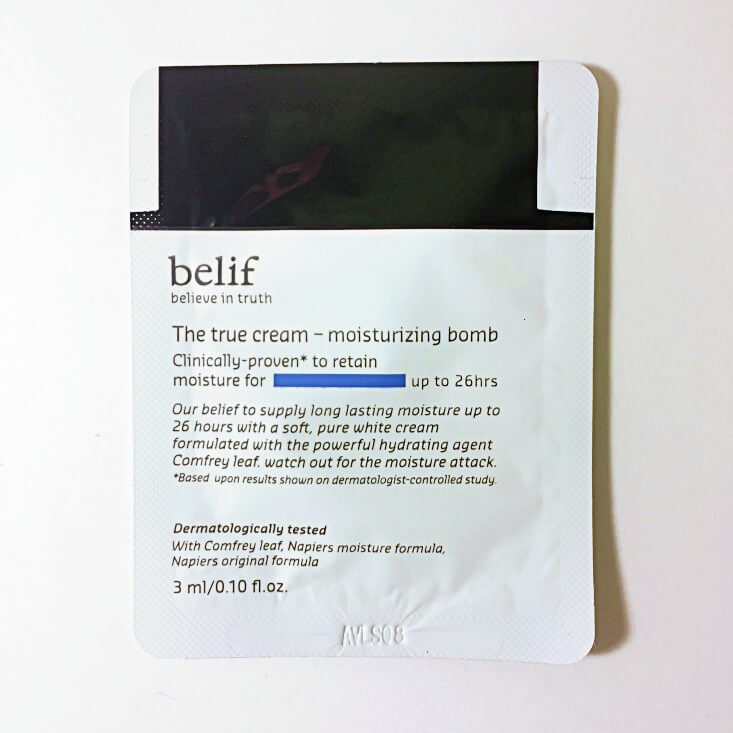 belif
believe in truth
The true cream – moisturizing bomb
Clinically-proven* to retain
moisture for up to 26hrs
Our belief to supply long lasting moisture up to
26 hours with a soft, pure white cream
formulated with the powerful hydrating agent
Comfrey leaf. watch out for the moisture attack.
*Based upon results shown on dermatologist-controlled study.
Dermatologically tested
With Comfrey leaf, Napiers moisture formula,
Napiers original formula
3 ml/0.10 fl.oz.